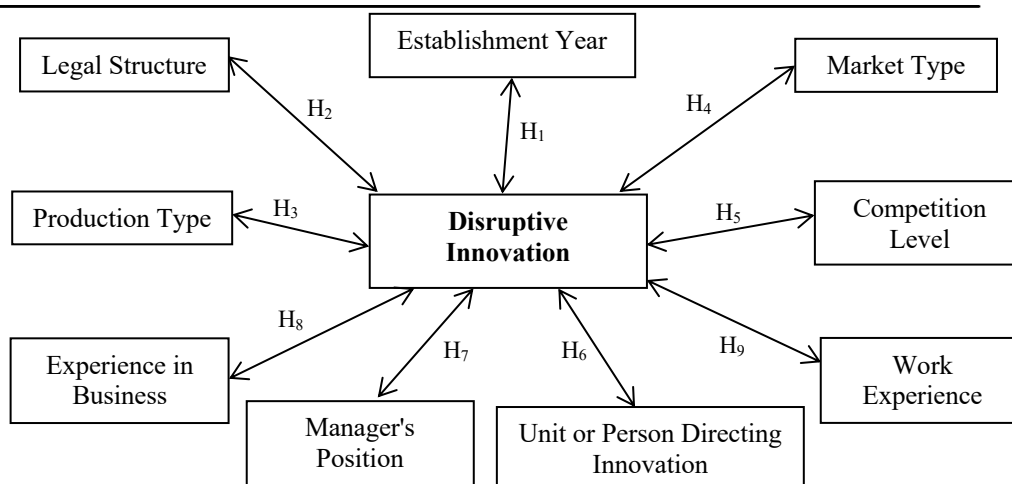 Establishment Year
Legal Structure
Market Type
H₂
H₄
H₁
Production Type
H₃
Disruptive
Innovation
H₅
Competition
Level
H₈
H₇
H₆
H₉
Experience in
Business
Manager's
Position
Unit or Person Directing
Innovation
Work
Experience